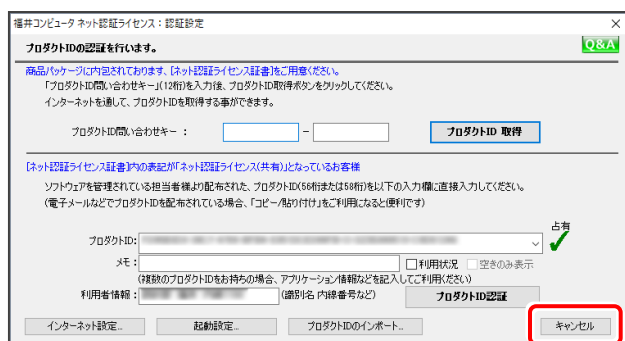 福井コンピュータ ネット認証ライセンス：認証設定
プロダクトIDの認証を行います。
Q&A
商品パッケージに内包されております、[ネット認証ライセンス証書]をご用意ください。
「プロダクトID問い合わせキー」(12桁)を入力後、プロダクトID取得ボタンをクリックしてください。
インターネットを通して、プロダクトIDを取得する事ができます。
プロダクトID問い合わせキー ： － プロダクトID 取得
[ネット認証ライセンス証書]内の表記が「ネット認証ライセンス(共有)」となっているお客様
ソフトウェアを管理されている担当者様より配布された、プロダクトID(56桁または58桁)を以下の入力欄に直接入力してください。
(電子メールなどでプロダクトIDを配布されている場合、「コピー/貼り付け」をご利用になると便利です)
占有
プロダクトID:
メモ： 利用状況 空きのみ表示
(複数のプロダクトIDをお持ちの場合、アプリケーション情報などを記入してご利用ください)
利用者情報： (識別名 内線番号など) プロダクトID認証
インターネット設定... 起動設定... プロダクトIDのインポート... キャンセル